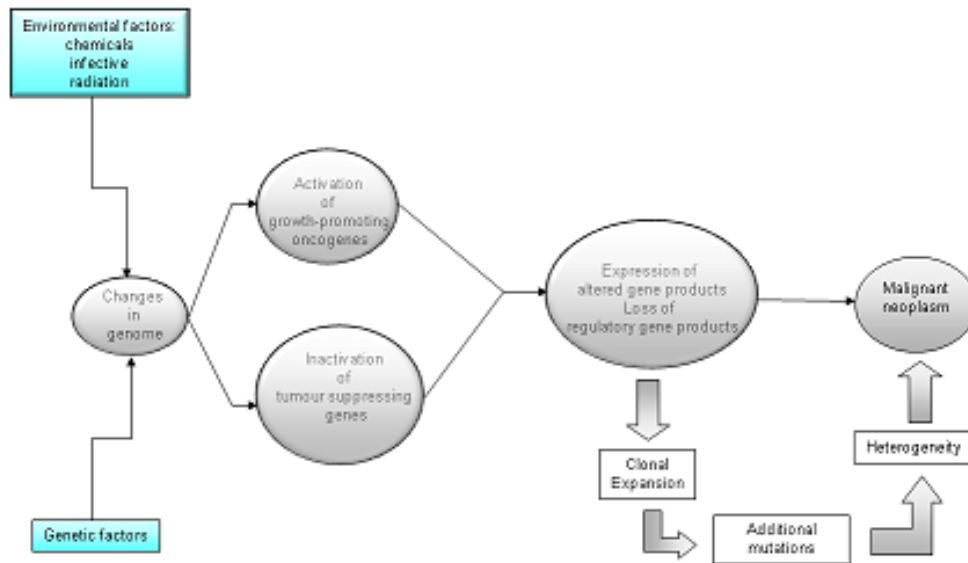 Environmental factors:
chemicals
infective
radiation
Activation
of
growth-promoting
oncogenes
Changes
in
genome
Inactivation
of
tumour suppressing
genes
Expression of
altered gene products
Loss of
regulatory gene products
Malignant
neoplasm
Clonal
Expansion
Additional
mutations
Heterogeneity
Genetic factors